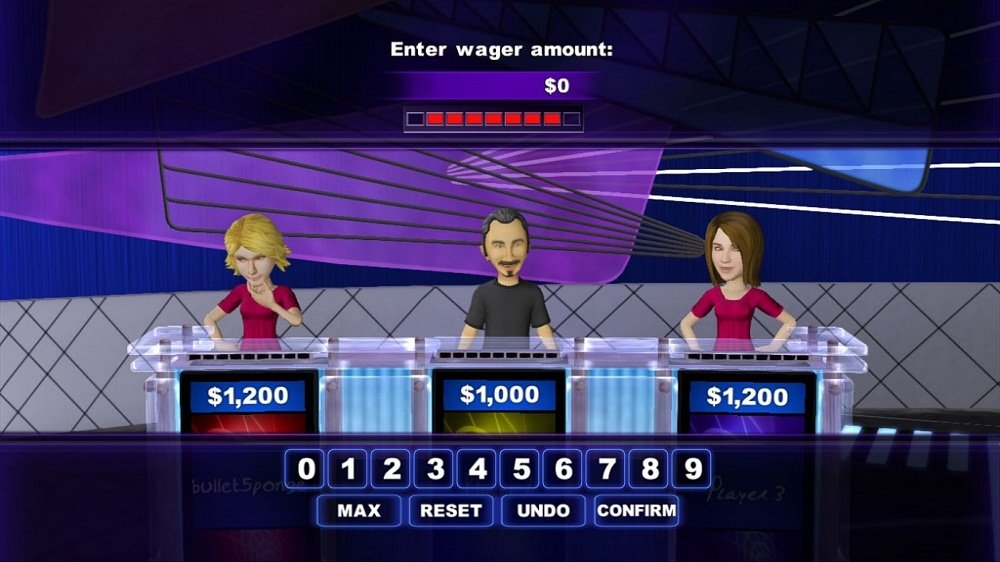 Enter wager amount:
$0
$1,200 $1,000 $1,200
0 1 2 3 4 5 6 7 8 9
bullet5ponge Player 3
MAX RESET UNDO CONFIRM